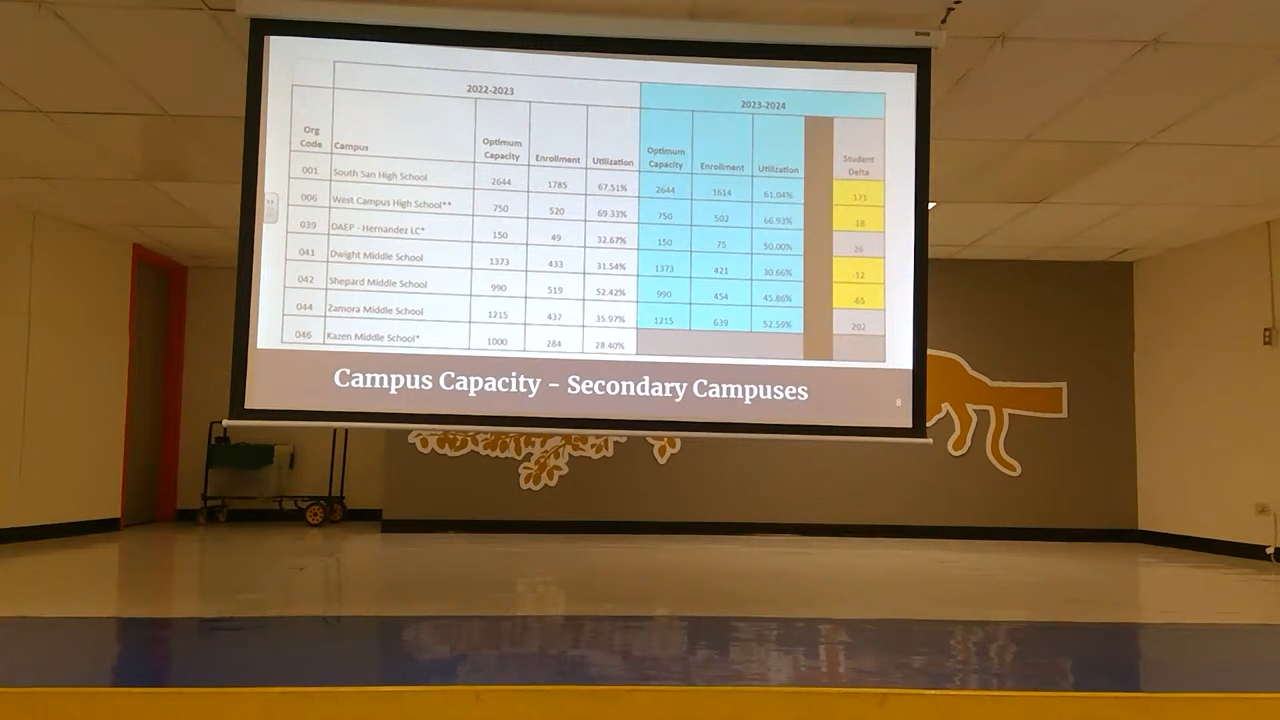 2022-2023 2023-2024
Org Code Campus Optimum Capacity Enrollment Utilization Optimum Capacity Enrollment Utilization Student Delta
001 South San High School 2644 1785 67.51% 2644 1614 61.04% 171
006 West Campus High School** 750 520 69.33% 750 502 66.93% 18
039 DAEP - Hernandez LC* 150 49 32.67% 150 75 50.00% 26
041 Dwight Middle School 1373 433 31.54% 1373 421 30.66% -12
042 Shepard Middle School 990 519 52.42% 990 454 45.86% -65
044 Zamora Middle School 1215 437 35.97% 1215 639 52.59% 202
046 Kazen Middle School* 1000 284 28.40%
Campus Capacity - Secondary Campuses
8